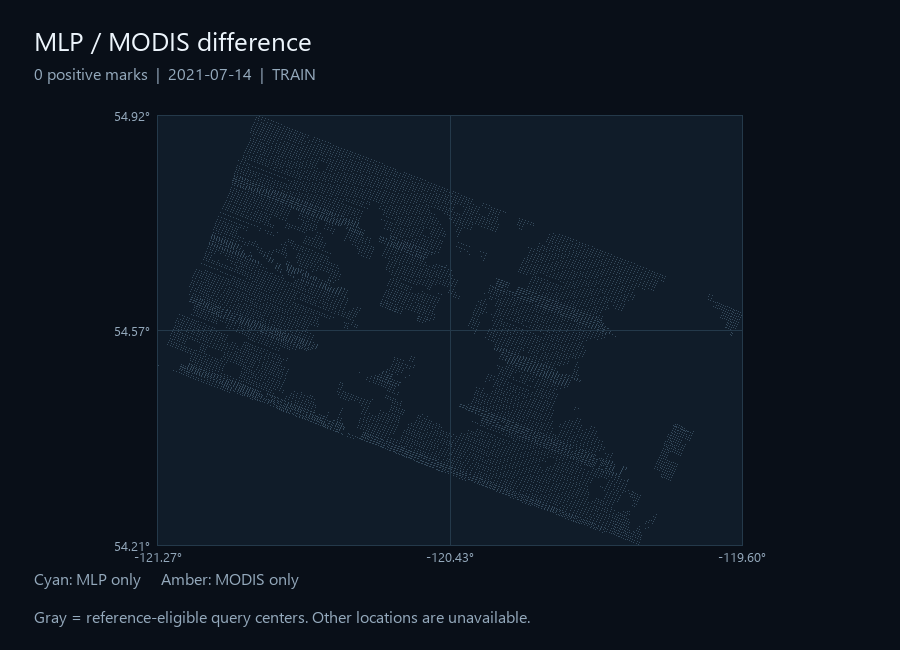 MLP / MODIS difference
0 positive marks | 2021-07-14 | TRAIN
54.92°
54.57°
54.21°
-121.27°
-120.43°
-119.60°
Cyan: MLP only
Amber: MODIS only
Gray = reference-eligible query centers. Other locations are unavailable.